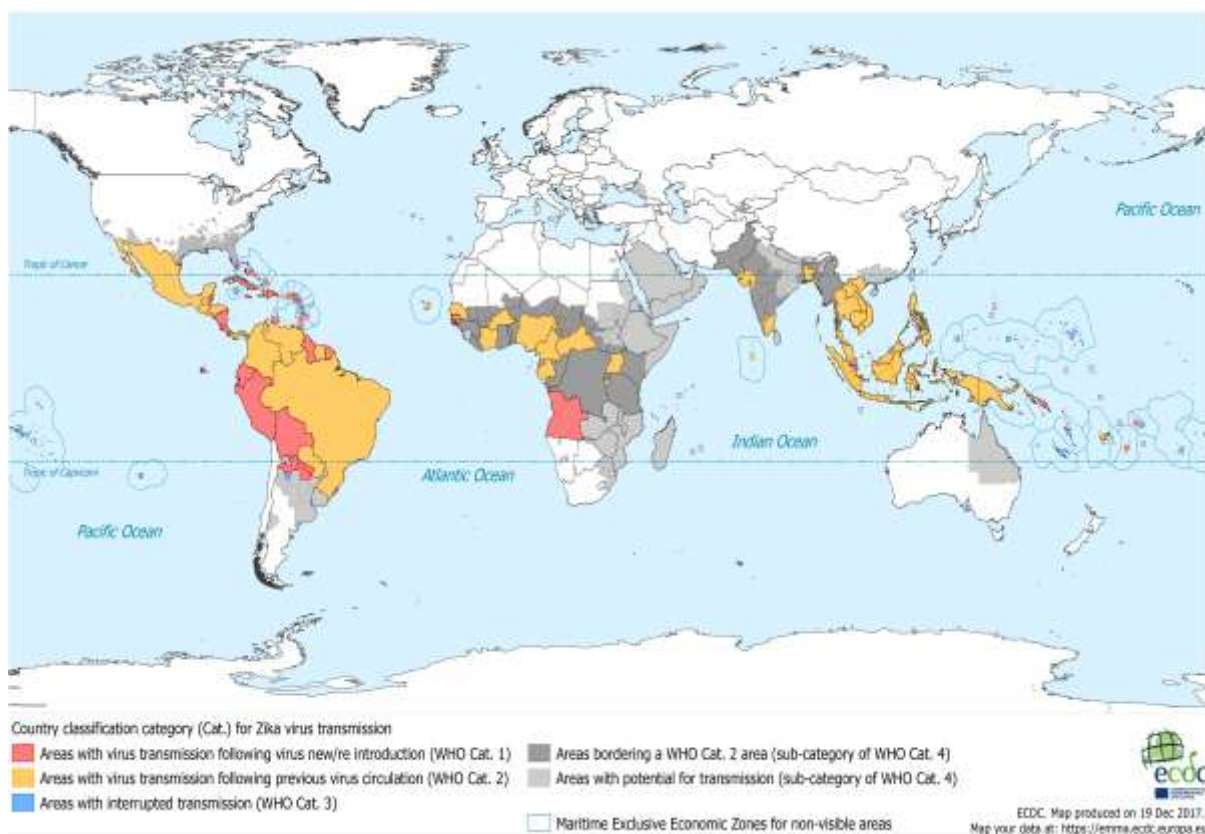 Pacific Ocean
Tropic of Cancer
Indian Ocean
Tropic of Capricorn
Atlantic Ocean
Pacific Ocean
Country classification category (Cat.) for Zika virus transmission
Areas with virus transmission following virus new/re introduction (WHO Cat. 1)
Areas with virus transmission following previous virus circulation (WHO Cat. 2)
Areas with interrupted transmission (WHO Cat. 3)
Areas bordering a WHO Cat. 2 area (sub-category of WHO Cat. 4)
Areas with potential for transmission (sub-category of WHO Cat. 4)
Maritime Exclusive Economic Zones for non-visible areas
ecdc
ECDC. Map produced on 19 Dec 2017.
Map your data at: https://emma.ecdc.europa.eu